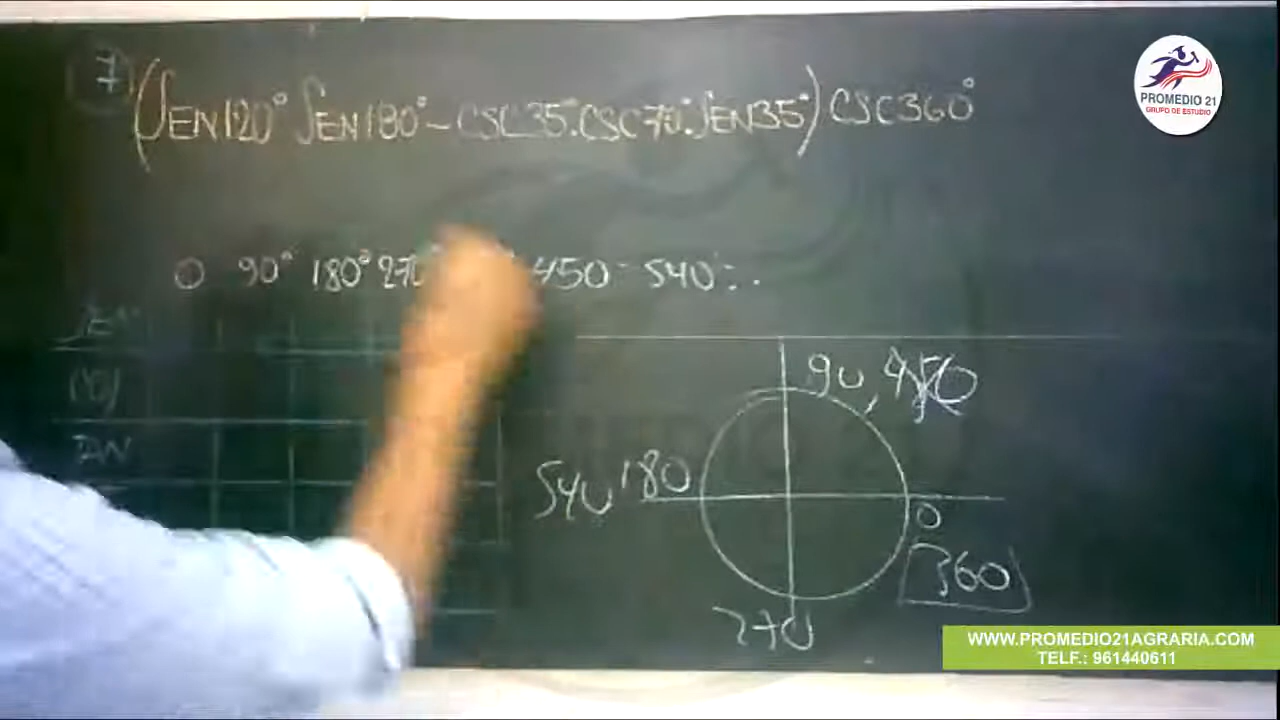 7 (SEN120° SEN180° - CSC35°.CSC70°.SEN35°) CSC360°
PROMEDIO 21
GRUPO DE ESTUDIO
0 90° 180° 270° 450 540
SEN
90, 450
540 180
0
360
270
WWW.PROMEDIO21AGRARIA.COM
TELF.: 961440611